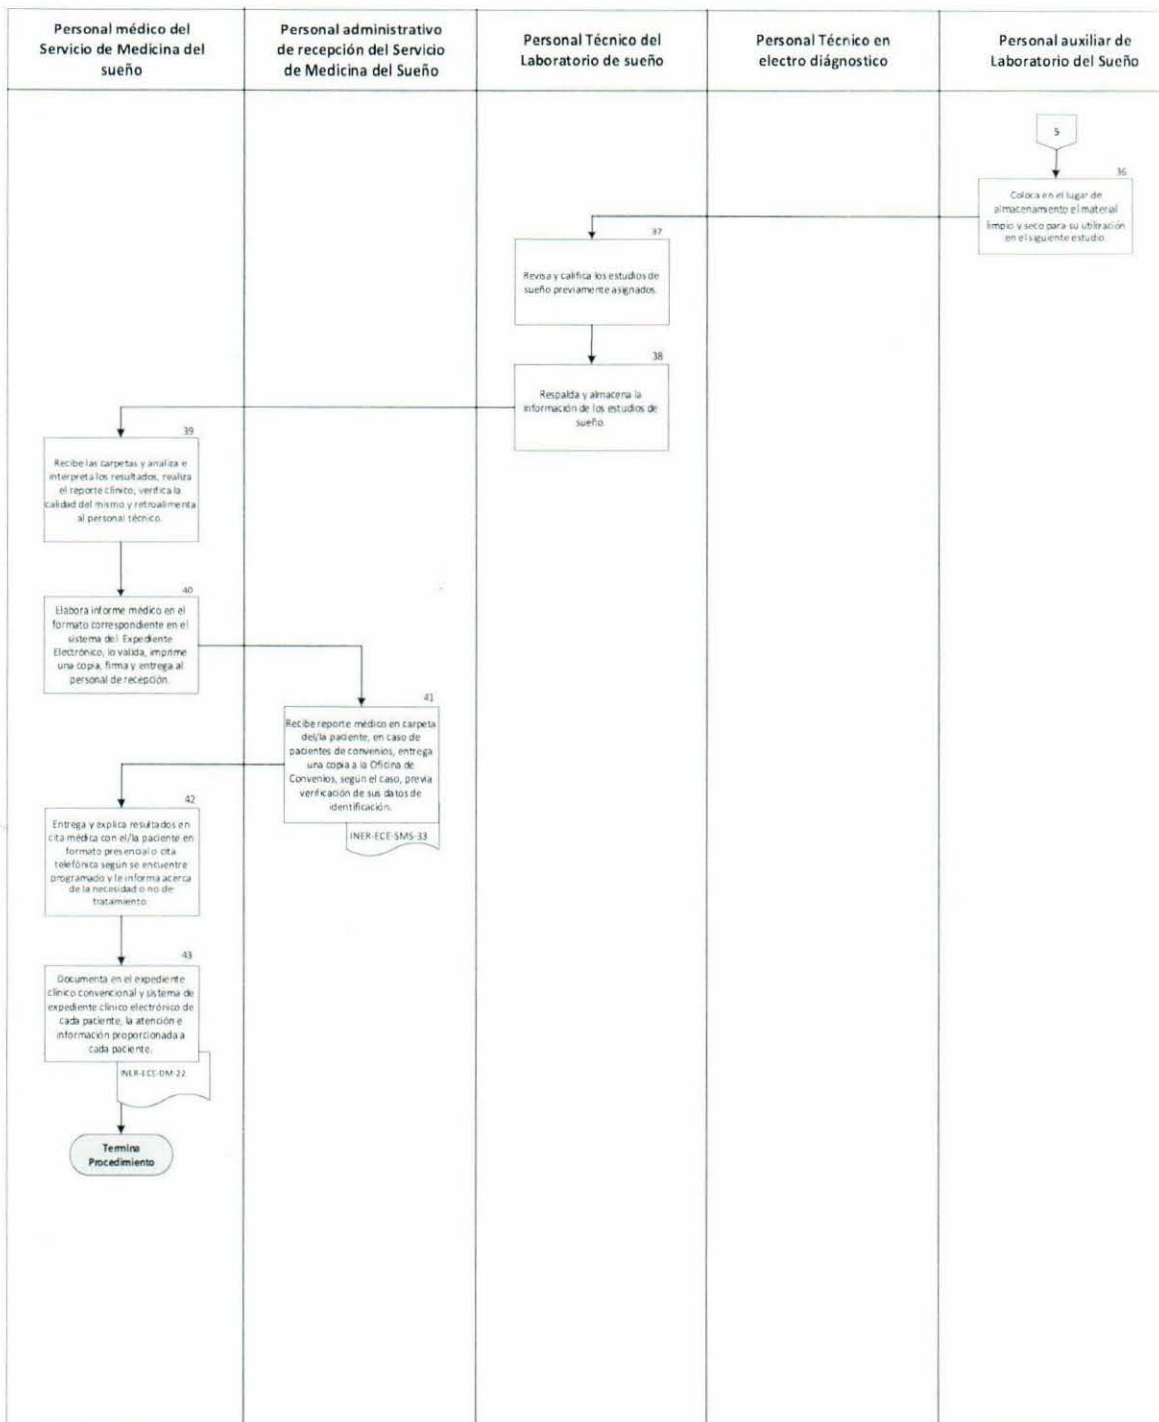 Personal médico del
Servicio de Medicina del
sueño
Personal administrativo
de recepción del Servicio
de Medicina del Sueño
Personal Técnico del
Laboratorio de sueño
Personal Técnico en
electro diágnostico
Personal auxiliar de
Laboratorio del Sueño
5
36
Coloca en el lugar de
almacenamiento el material
limpio y seco para su utilización
en el siguiente estudio.
37
Revisa y califica los estudios de
sueño previamente asignados.
38
Respalda y almacena la
información de los estudios de
sueño.
39
Recibe las carpetas y analiza e
interpreta los resultados, realiza
el reporte clínico, verifica la
calidad del mismo y retroalimenta
al personal técnico.
40
Elabora informe médico en el
formato correspondiente en el
sistema del Expediente
Electrónico, lo valida, imprime
una copia, firma y entrega al
personal de recepción.
41
Recibe reporte médico en carpeta
del/la paciente, en caso de
pacientes de convenios, entrega
una copia a la Oficina de
Convenios, según el caso, previa
verificación de sus datos de
identificación.
INER-ECE-SMS-33
42
Entrega y explica resultados en
cita médica con el/la paciente en
formato presencial o cita
telefónica según se encuentre
programado y le informa acerca
de la necesidad o no de
tratamiento
43
Documenta en el expediente
clínico convencional y sistema de
expediente clínico electrónico de
cada paciente, la atención e
información proporcionada a
cada paciente.
INER-ECE-DM-22
Termina
Procedimiento